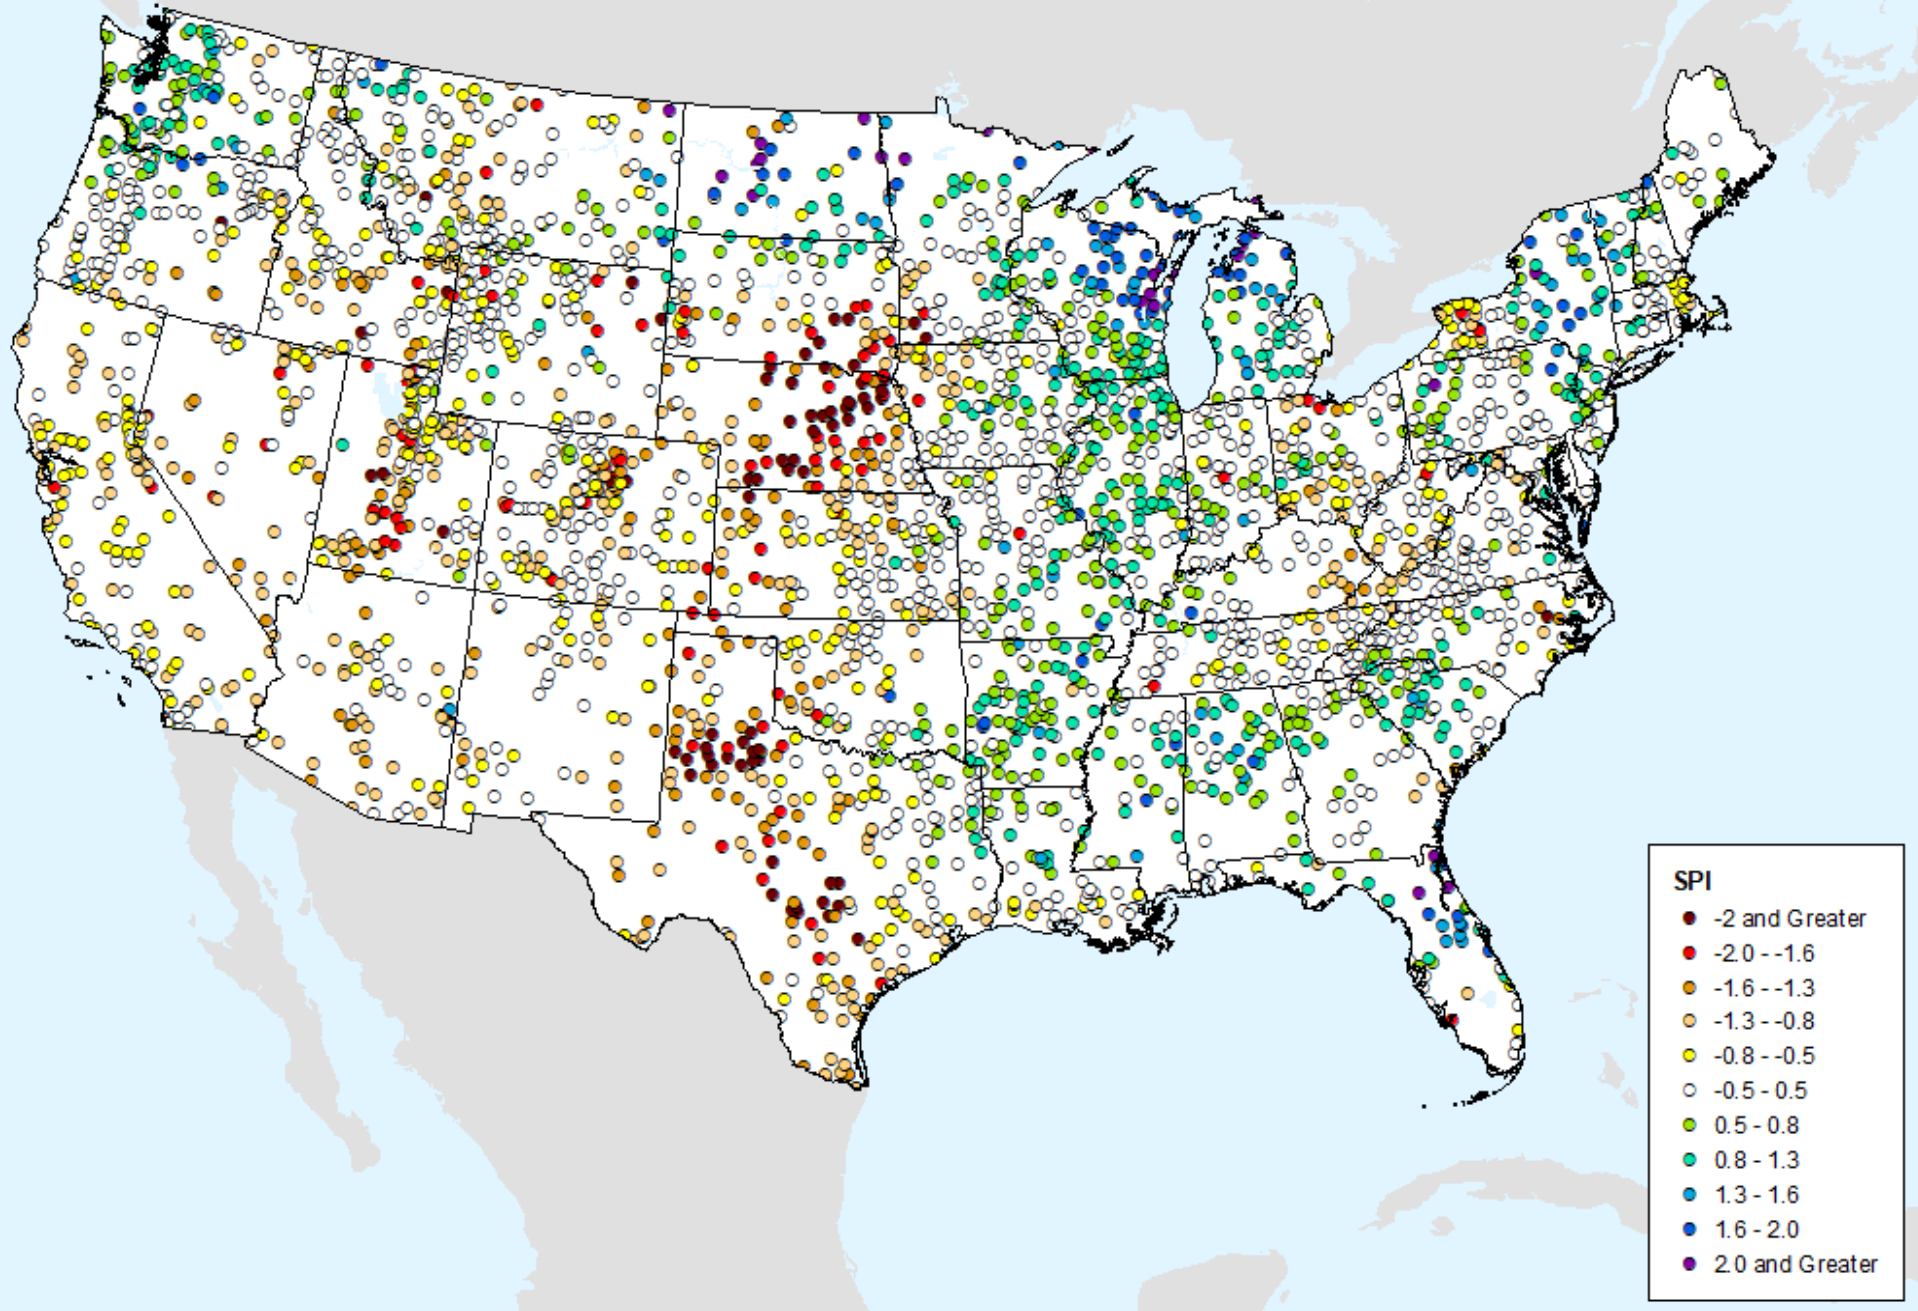 SPI
-2 and Greater
-2.0 - -1.6
-1.6 - -1.3
-1.3 - -0.8
-0.8 - -0.5
-0.5 - 0.5
0.5 - 0.8
0.8 - 1.3
1.3 - 1.6
1.6 - 2.0
2.0 and Greater